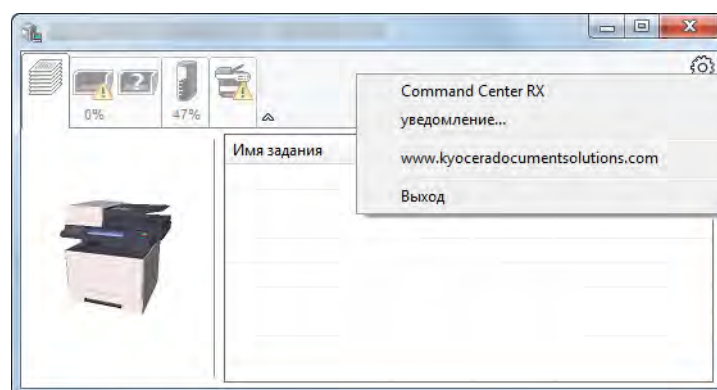 Command Center RX
0%
47%
уведомление...
Имя задания
www.kyoceradocumentsolutions.com
Выход